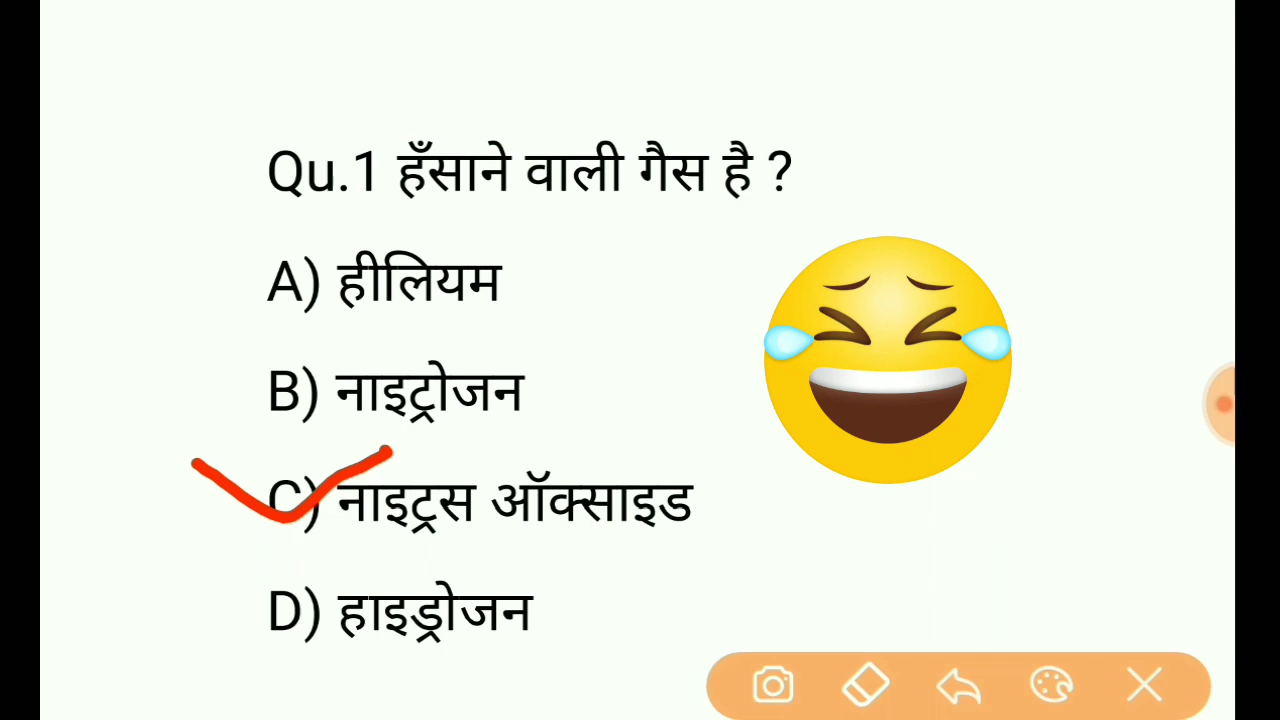 Qu.1 हँसाने वाली गैस है ?
A) हीलियम
B) नाइट्रोजन
C) नाइट्रस ऑक्साइड
D) हाइड्रोजन